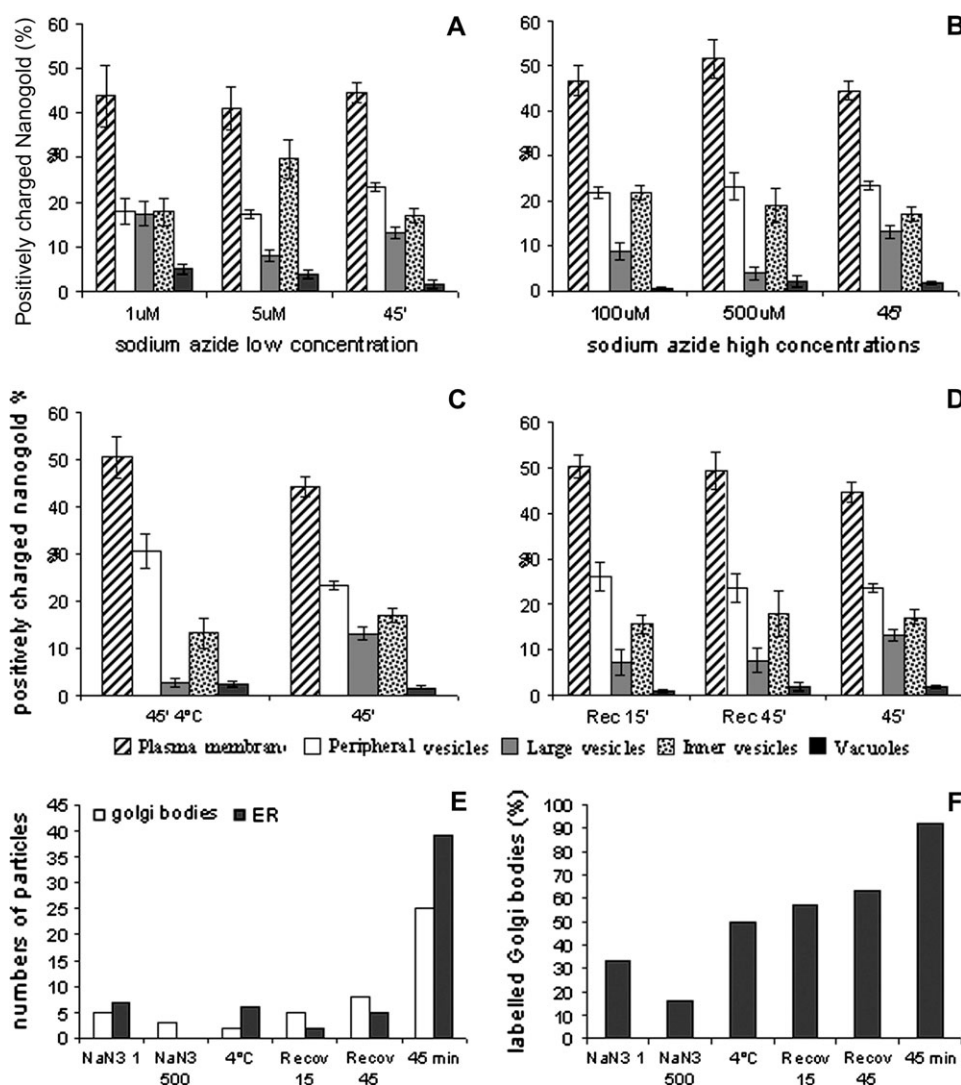 A
B
Positively charged Nanogold (%)
60
50
40
30
20
10
0
1uM 5uM 45'
sodium azide low concentration
60
50
40
30
20
10
0
100uM 500uM 45'
sodium azide high concentrations
C
D
positively charged nanogold %
60
50
40
30
20
10
0
45' 4ºC 45'
60
50
40
30
20
10
0
Rec 15' Rec 45' 45'
Plasma membran Peripheral vesicles Large vesicles Inner vesicles Vacuoles
E
F
golgi bodies ER
numbers of particles
45
40
35
30
25
20
15
10
5
0
NaN3 1 NaN3 4ºC Recov Recov 45 min
500 15 45
labelled Golgi bodies (%)
100
90
80
70
60
50
40
30
20
10
0
NaN3 1 NaN3 4ºC Recov Recov 45 min
500 15 45